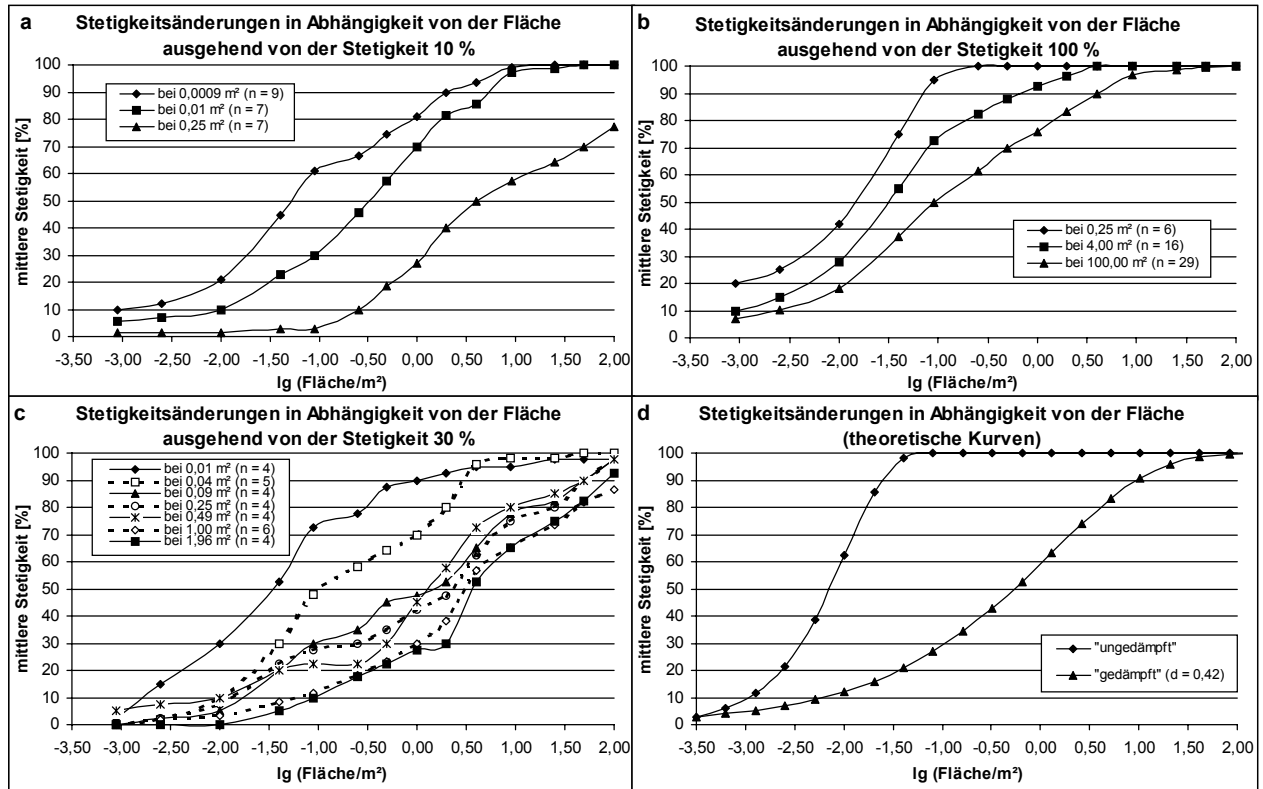 a
Stetigkeitsänderungen in Abhängigkeit von der Fläche
ausgehend von der Stetigkeit 10 %
mittlere Stetigkeit [%]
100
90
80
70
60
50
40
30
20
10
0
bei 0,0009 m² (n = 9)
bei 0,01 m² (n = 7)
bei 0,25 m² (n = 7)
-3,50 -3,00 -2,50 -2,00 -1,50 -1,00 -0,50 0,00 0,50 1,00 1,50 2,00
lg (Fläche/m²)
b
Stetigkeitsänderungen in Abhängigkeit von der Fläche
ausgehend von der Stetigkeit 100 %
mittlere Stetigkeit [%]
100
90
80
70
60
50
40
30
20
10
0
bei 0,25 m² (n = 6)
bei 4,00 m² (n = 16)
bei 100,00 m² (n = 29)
-3,50 -3,00 -2,50 -2,00 -1,50 -1,00 -0,50 0,00 0,50 1,00 1,50 2,00
lg (Fläche/m²)
c
Stetigkeitsänderungen in Abhängigkeit von der Fläche
ausgehend von der Stetigkeit 30 %
mittlere Stetigkeit [%]
100
90
80
70
60
50
40
30
20
10
0
bei 0,01 m² (n = 4)
bei 0,04 m² (n = 5)
bei 0,09 m² (n = 4)
bei 0,25 m² (n = 4)
bei 0,49 m² (n = 4)
bei 1,00 m² (n = 6)
bei 1,96 m² (n = 4)
-3,50 -3,00 -2,50 -2,00 -1,50 -1,00 -0,50 0,00 0,50 1,00 1,50 2,00
lg (Fläche/m²)
d
Stetigkeitsänderungen in Abhängigkeit von der Fläche
(theoretische Kurven)
mittlere Stetigkeit [%]
100
90
80
70
60
50
40
30
20
10
0
"ungedämpft"
"gedämpft" (d = 0,42)
-3,50 -3,00 -2,50 -2,00 -1,50 -1,00 -0,50 0,00 0,50 1,00 1,50 2,00
lg (Fläche/m²)